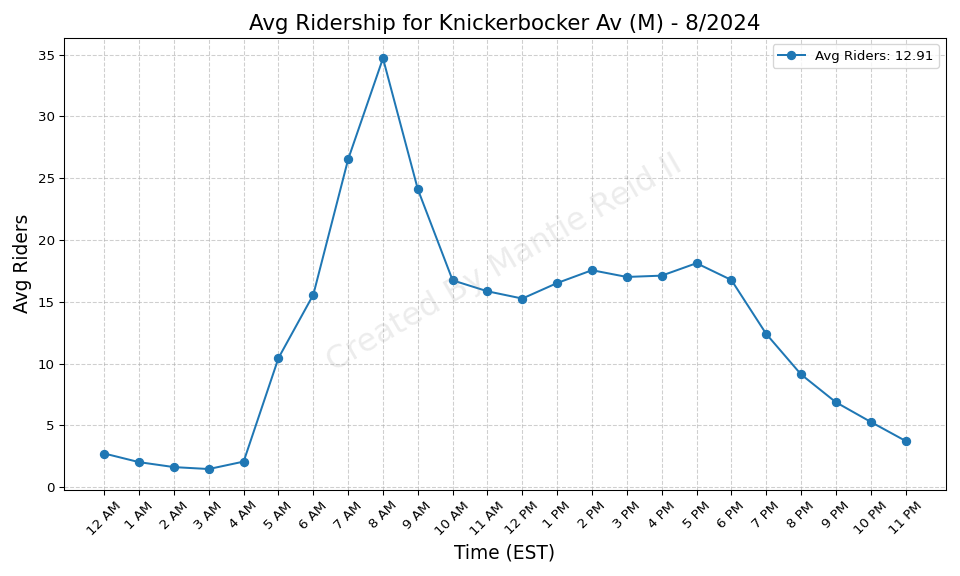 Avg Ridership for Knickerbocker Av (M) - 8/2024
Avg Riders: 12.91
Avg Riders
35
30
25
20
15
10
5
0
Created By Mantie Reid II
12 AM
1 AM
2 AM
3 AM
4 AM
5 AM
6 AM
7 AM
8 AM
9 AM
10 AM
11 AM
12 PM
1 PM
2 PM
3 PM
4 PM
5 PM
6 PM
7 PM
8 PM
9 PM
10 PM
11 PM
Time (EST)